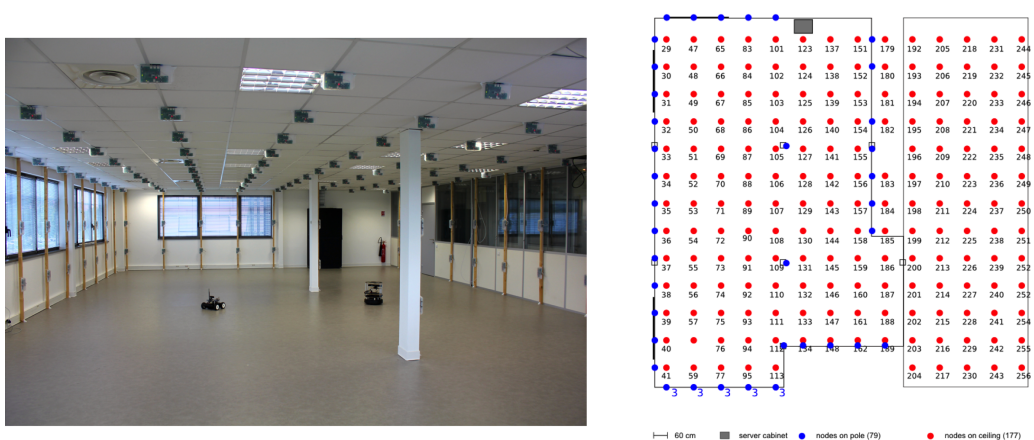 29 47 65 83 101 123 137 151 179 192 205 218 231 244
30 48 66 84 102 124 138 152 180 193 206 219 232 245
31 49 67 85 103 125 139 153 181 194 207 220 233 246
32 50 68 86 104 126 140 154 182 195 208 221 234 247
33 51 69 87 105 127 141 155 196 209 222 235 248
34 52 70 88 106 128 142 156 183 197 210 223 236 249
35 53 71 89 107 129 143 157 184 198 211 224 237 250
36 54 72 90 108 130 144 158 185 199 212 225 238 251
37 55 73 91 109 131 145 159 186 200 213 226 239 252
38 56 74 92 110 132 146 160 187 201 214 227 240 252
39 57 75 93 111 133 147 161 188 202 215 228 241 254
40 76 94 112 134 148 162 189 203 216 229 242 255
41 59 77 95 113 204 217 230 243 256
3 3 3 3 3
60 cm server cabinet nodes on pole (79) nodes on ceiling (177)